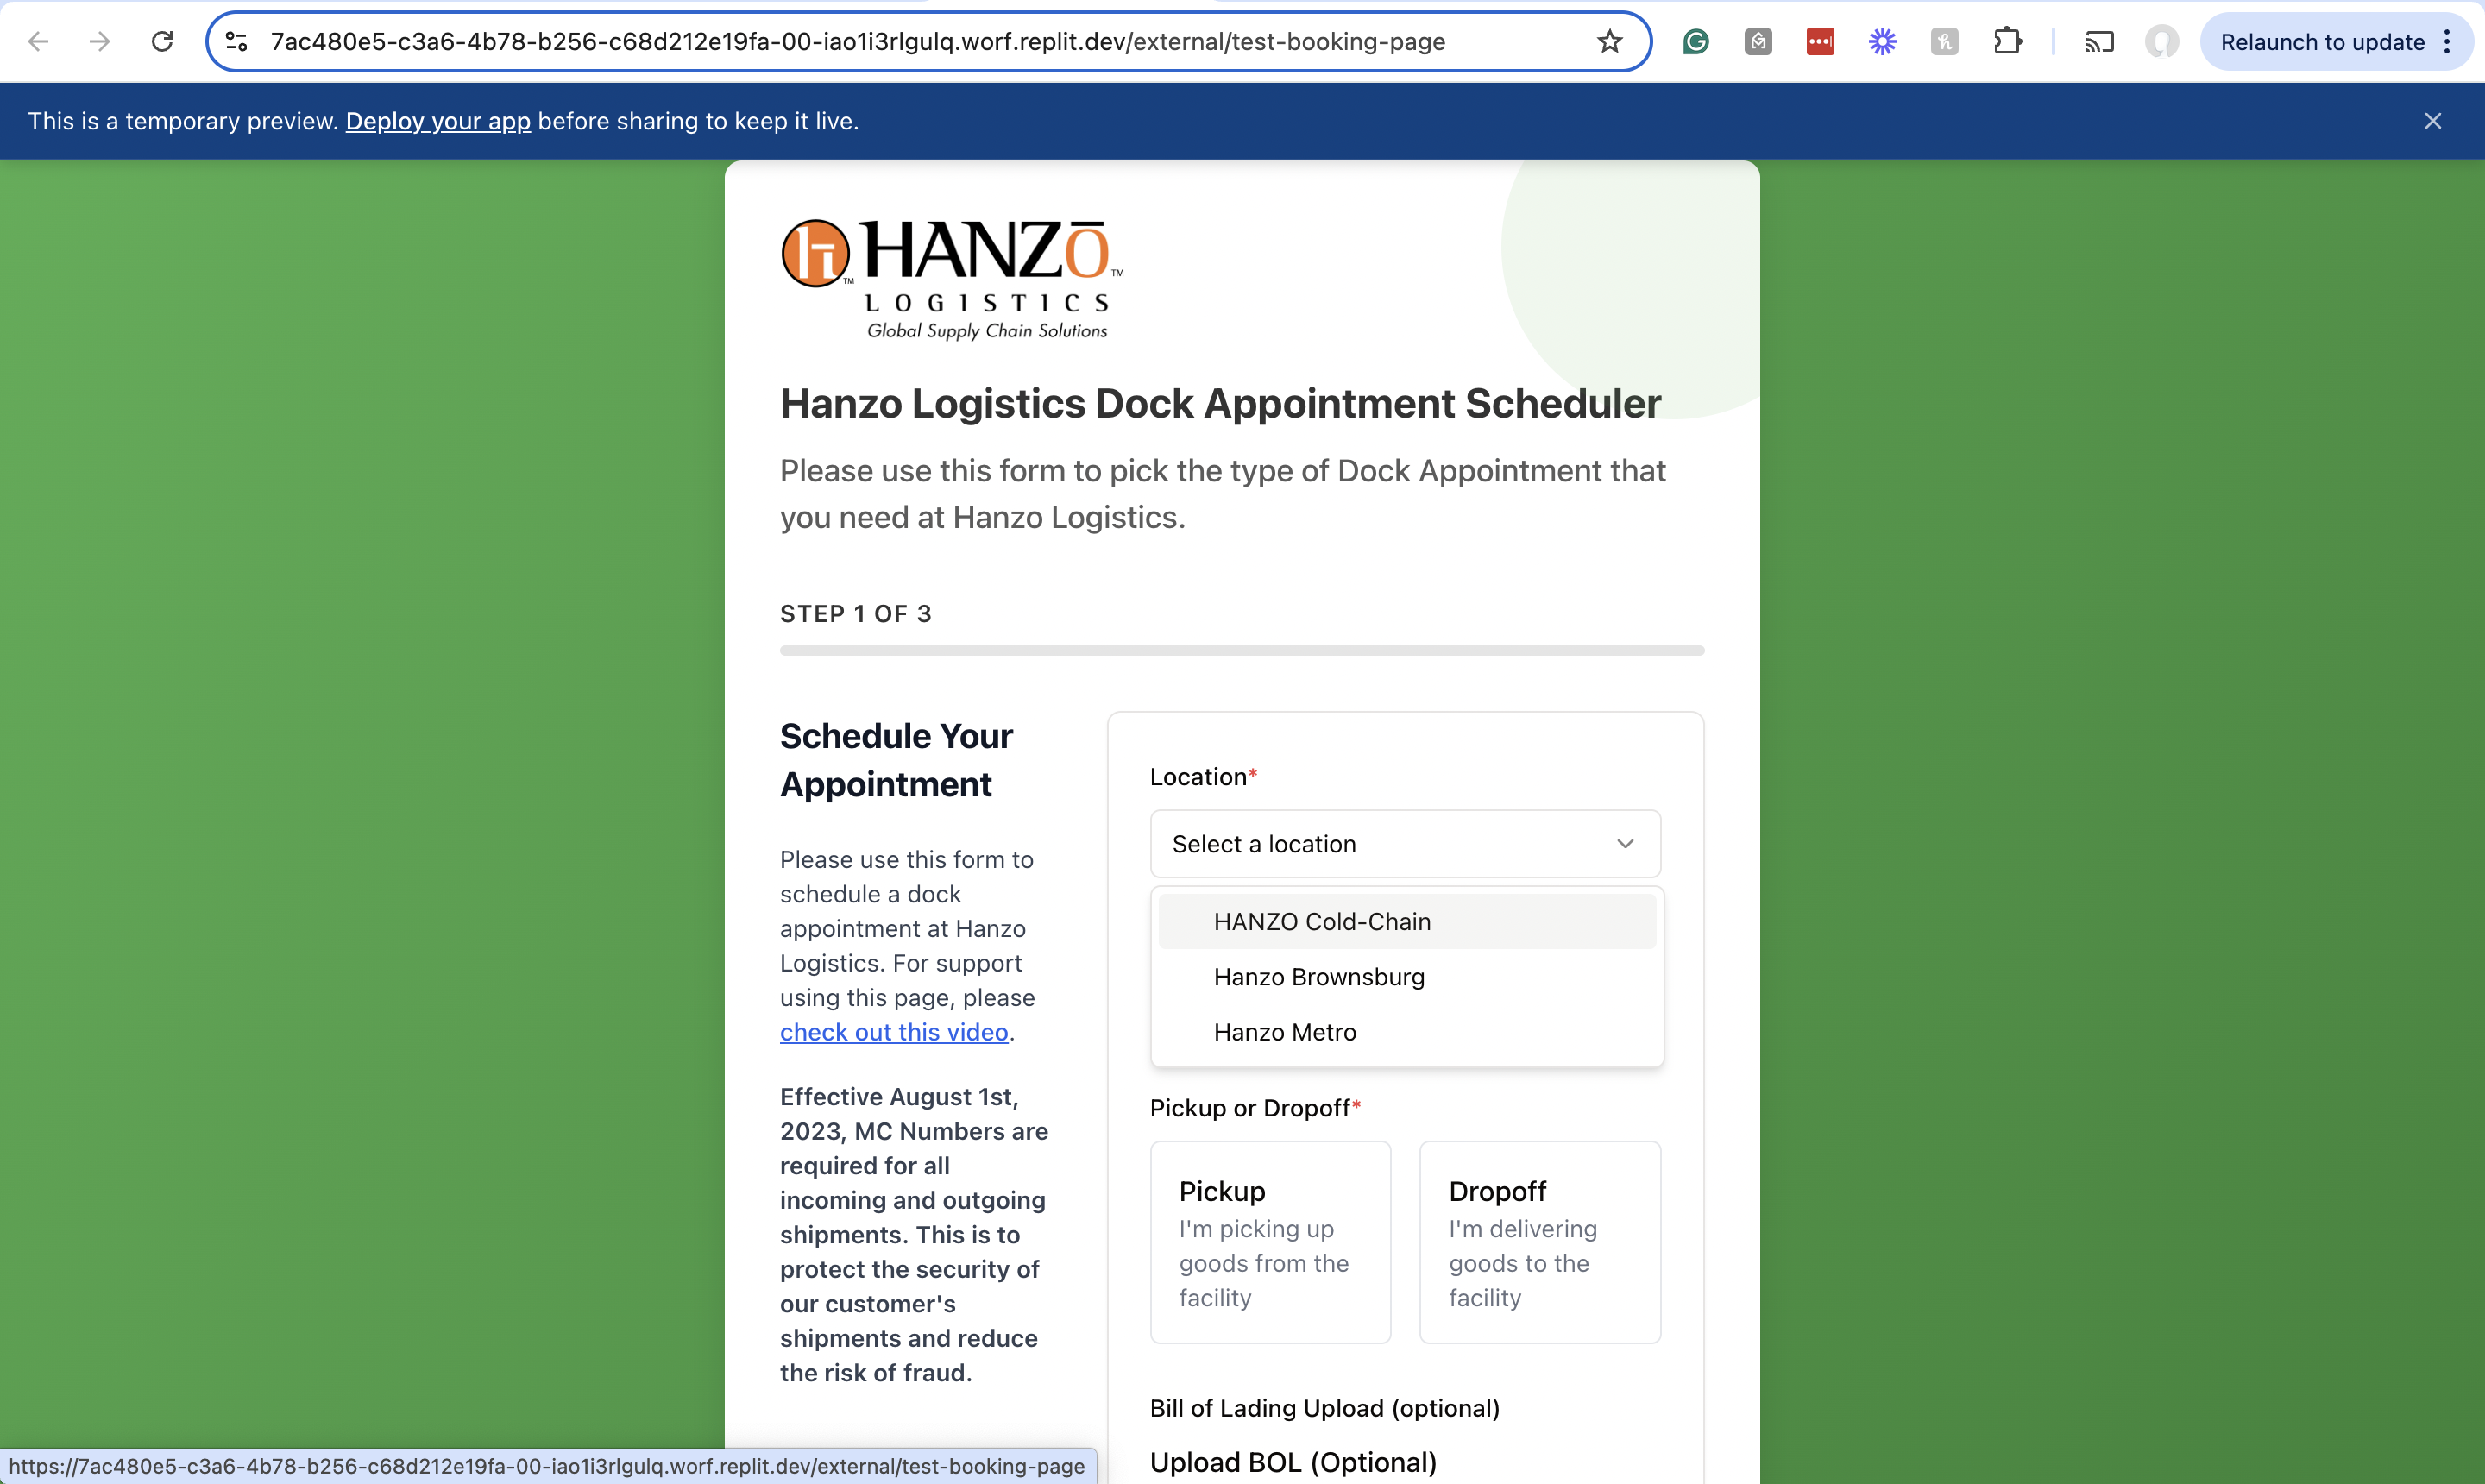 7ac480e5-c3a6-4b78-b256-c68d212e19fa-00-iao1i3rlgulq.worf.replit.dev/external/test-booking-page
Relaunch to update
This is a temporary preview. Deploy your app before sharing to keep it live.
HANZŌ™
LOGISTICS
Global Supply Chain Solutions
Hanzo Logistics Dock Appointment Scheduler
Please use this form to pick the type of Dock Appointment that
you need at Hanzo Logistics.
STEP 1 OF 3
Schedule Your
Appointment
Please use this form to
schedule a dock
appointment at Hanzo
Logistics. For support
using this page, please
check out this video.
Effective August 1st,
2023, MC Numbers are
required for all
incoming and outgoing
shipments. This is to
protect the security of
our customer's
shipments and reduce
the risk of fraud.
Location*
Select a location
HANZO Cold-Chain
Hanzo Brownsburg
Hanzo Metro
Pickup or Dropoff*
Pickup
I'm picking up
goods from the
facility
Dropoff
I'm delivering
goods to the
facility
Bill of Lading Upload (optional)
Upload BOL (Optional)
https://7ac480e5-c3a6-4b78-b256-c68d212e19fa-00-iao1i3rlgulq.worf.replit.dev/external/test-booking-page